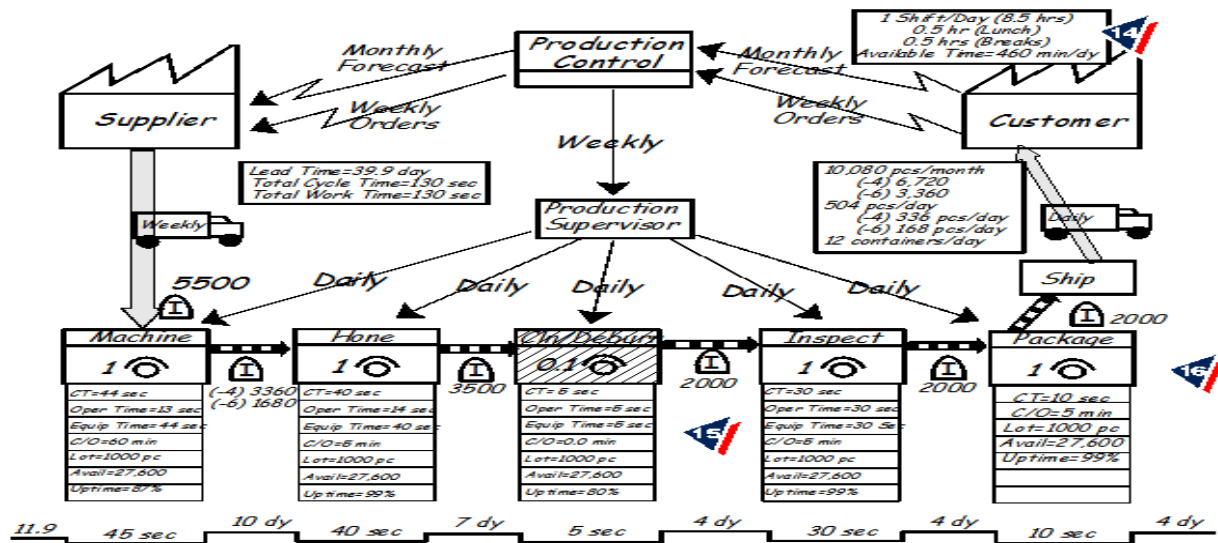 1 Shift/Day (8.5 hrs)
0.5 hr (Lunch)
0.5 hrs (Breaks)
Available Time=460 min/dy
14
Production
Control
Monthly
Forecast
Monthly
Forecast
Supplier
Weekly
Orders
Weekly
Orders
Customer
Weekly
Lead Time=39.9 day
Total Cycle Time=130 sec
Total Work Time=130 sec
10,080 pcs/month
(-4) 6,720
(-6) 3,360
504 pcs/day
(-4) 336 pcs/day
(-6) 168 pcs/day
12 containers/day
Weekly
Production
Supervisor
Daily
5500
I
Daily
Daily
Daily
Daily
Daily
Ship
I
2000
Machine
1
I
(-4) 3360
(-6) 1680
CT=44 sec
Oper Time=13 sec
Equip Time=44 sec
C/O=60 min
Lot=1000 pc
Avail=27,600
Uptime=87%
Hone
1
I
3500
CT=40 sec
Oper Time=14 sec
Equip Time=40 sec
C/O=5 min
Lot=1000 pc
Avail=27,600
Uptime=99%
Cln/Deburr
0.1
I
2000
CT=5 sec
Oper Time=5 sec
Equip Time=5 sec
C/O=0.0 min
Lot=1000 pc
Avail=27,600
Uptime=80%
15
Inspect
1
I
2000
CT=30 sec
Oper Time=30 sec
Equip Time=30 Sec
C/O=5 min
Lot=1000 pc
Avail=27,600
Uptime=99%
Package
1
16
CT=10 sec
C/O=5 min
Lot=1000 pc
Avail=27,600
Uptime=99%
11.9
45 sec
10 dy
40 sec
7 dy
5 sec
4 dy
30 sec
4 dy
10 sec
4 dy